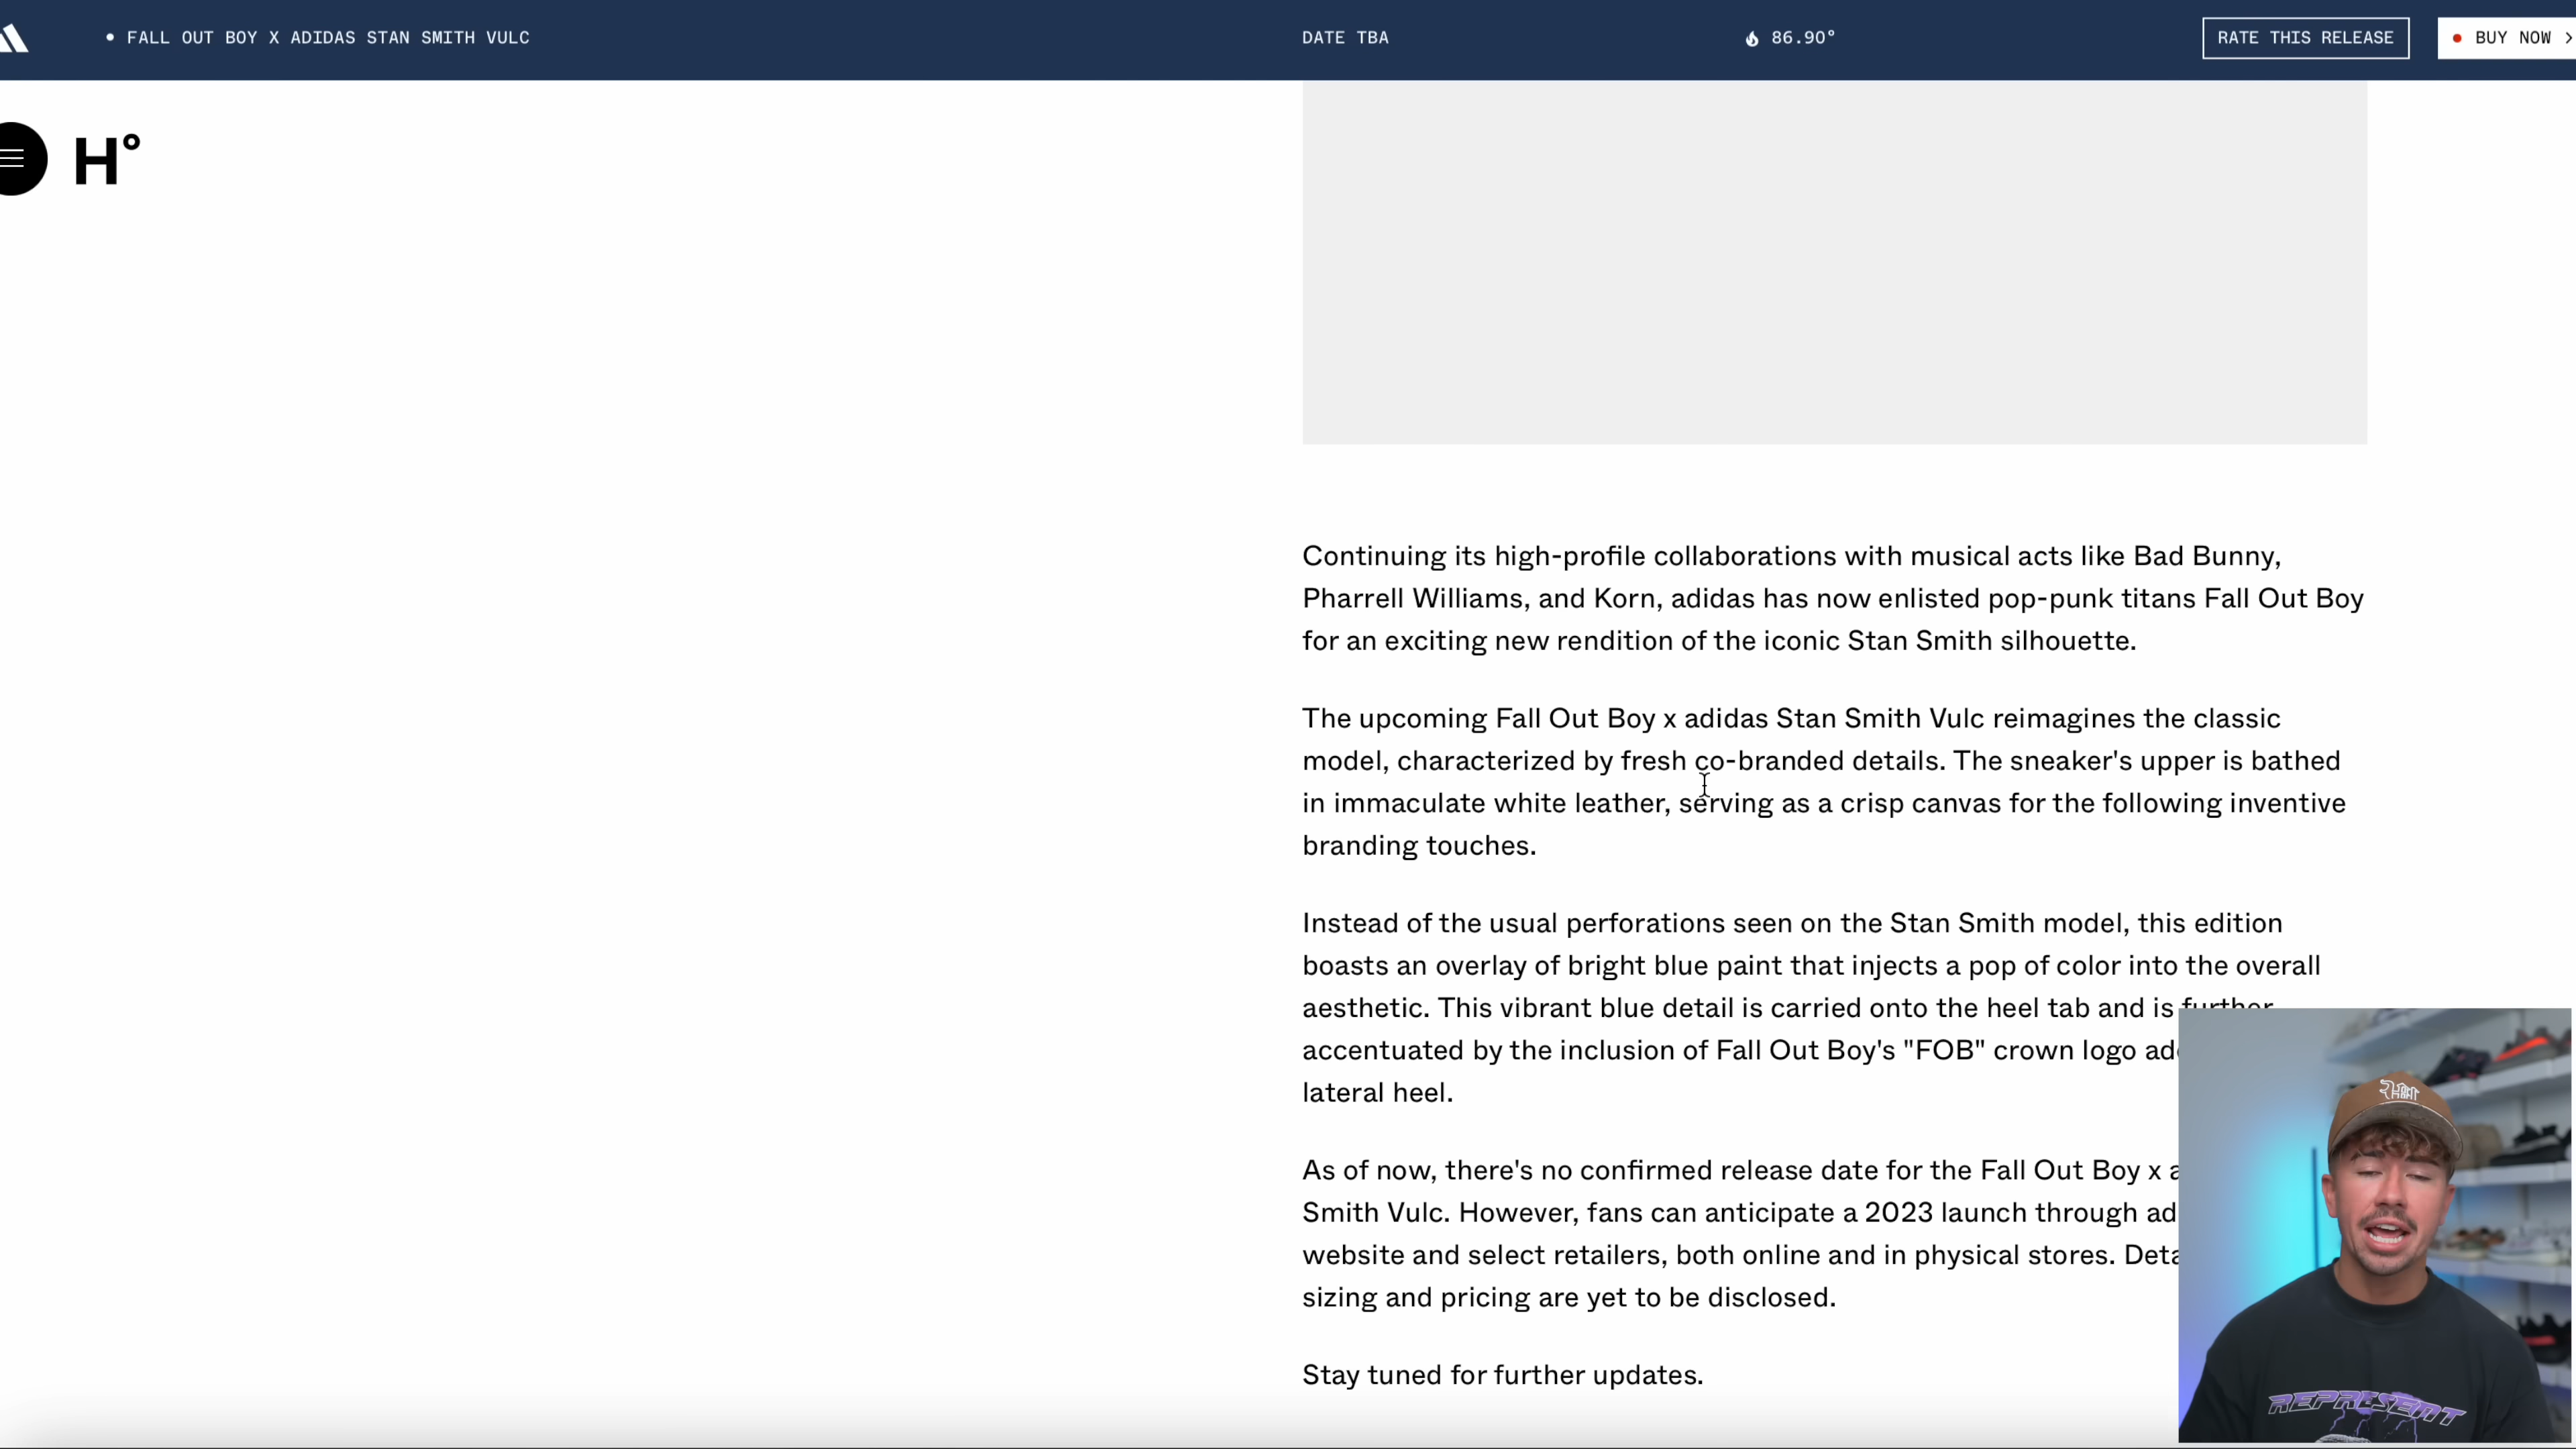 • FALL OUT BOY X ADIDAS STAN SMITH VULC
DATE TBA
86.90°
RATE THIS RELEASE
• BUY NOW >
H°
Continuing its high-profile collaborations with musical acts like Bad Bunny,
Pharrell Williams, and Korn, adidas has now enlisted pop-punk titans Fall Out Boy
for an exciting new rendition of the iconic Stan Smith silhouette.
The upcoming Fall Out Boy x adidas Stan Smith Vulc reimagines the classic
model, characterized by fresh co-branded details. The sneaker's upper is bathed
in immaculate white leather, serving as a crisp canvas for the following inventive
branding touches.
Instead of the usual perforations seen on the Stan Smith model, this edition
boasts an overlay of bright blue paint that injects a pop of color into the overall
aesthetic. This vibrant blue detail is carried onto the heel tab and is further
accentuated by the inclusion of Fall Out Boy's "FOB" crown logo
lateral heel.
As of now, there's no confirmed release date for the Fall Out Boy x
Smith Vulc. However, fans can anticipate a 2023 launch through
website and select retailers, both online and in physical stores.
sizing and pricing are yet to be disclosed.
Stay tuned for further updates.
REPRESENT